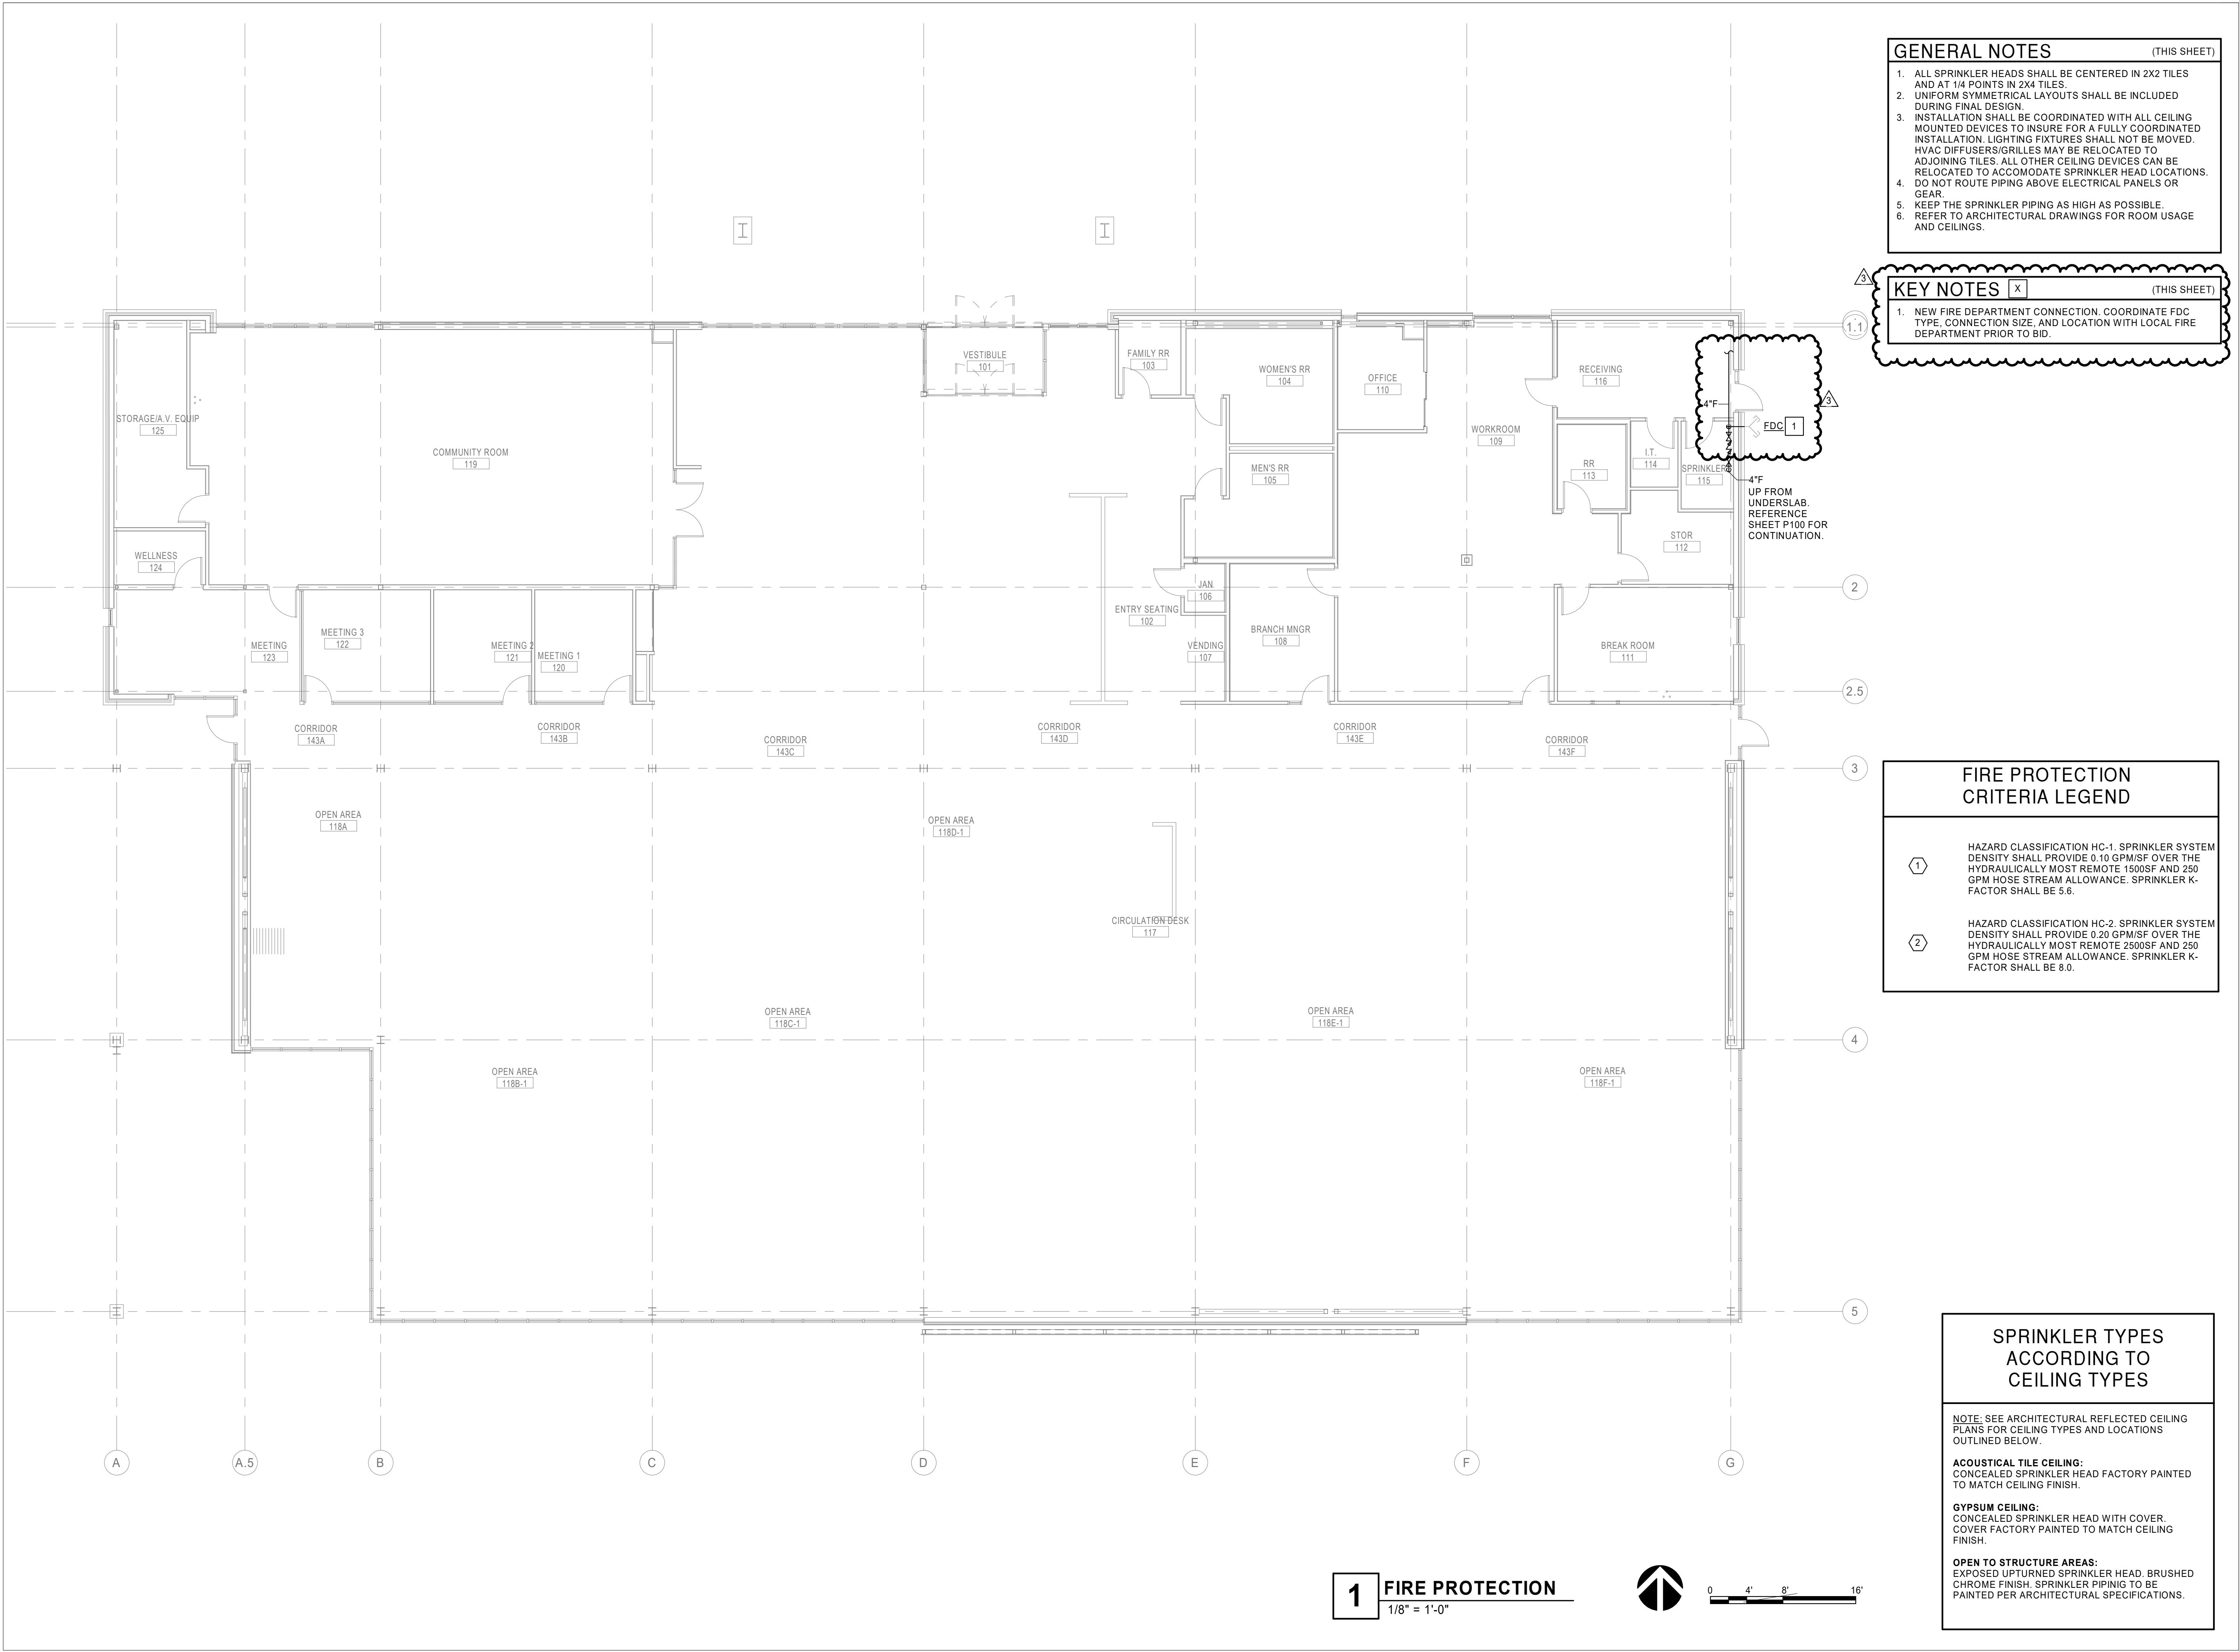 GENERAL NOTES (THIS SHEET)
1. ALL SPRINKLER HEADS SHALL BE CENTERED IN 2X2 TILES
AND AT 1/4 POINTS IN 2X4 TILES.
2. UNIFORM SYMMETRICAL LAYOUTS SHALL BE INCLUDED
DURING FINAL DESIGN.
3. INSTALLATION SHALL BE COORDINATED WITH ALL CEILING
MOUNTED DEVICES TO INSURE FOR A FULLY COORDINATED
INSTALLATION. LIGHTING FIXTURES SHALL NOT BE MOVED.
HVAC DIFFUSERS/GRILLES MAY BE RELOCATED TO
ADJOINING TILES. ALL OTHER CEILING DEVICES CAN BE
RELOCATED TO ACCOMODATE SPRINKLER HEAD LOCATIONS.
4. DO NOT ROUTE PIPING ABOVE ELECTRICAL PANELS OR
GEAR.
5. KEEP THE SPRINKLER PIPING AS HIGH AS POSSIBLE.
6. REFER TO ARCHITECTURAL DRAWINGS FOR ROOM USAGE
AND CEILINGS.
3
KEY NOTES X (THIS SHEET)
1. NEW FIRE DEPARTMENT CONNECTION. COORDINATE FDC
TYPE, CONNECTION SIZE, AND LOCATION WITH LOCAL FIRE
DEPARTMENT PRIOR TO BID.
1.1
VESTIBULE
101
FAMILY RR
103
WOMEN'S RR
104
OFFICE
110
RECEIVING
116
4"F
3
FDC 1
STORAGE/A.V. EQUIP
125
COMMUNITY ROOM
119
WORKROOM
109
MEN'S RR
105
RR
113
I.T.
114
SPRINKLER
115
4"F
UP FROM
UNDERSLAB.
REFERENCE
SHEET P100 FOR
CONTINUATION.
WELLNESS
124
STOR
112
2
JAN.
106
ENTRY SEATING
102
MEETING
123
MEETING 3
122
MEETING 2
121
MEETING 1
120
VENDING
107
BRANCH MNGR
108
BREAK ROOM
111
2.5
CORRIDOR
143A
CORRIDOR
143B
CORRIDOR
143C
CORRIDOR
143D
CORRIDOR
143E
CORRIDOR
143F
3
OPEN AREA
118A
OPEN AREA
118D-1
CIRCULATION DESK
117
OPEN AREA
118C-1
OPEN AREA
118E-1
4
OPEN AREA
118B-1
OPEN AREA
118F-1
5
A
A.5
B
C
D
E
F
G
FIRE PROTECTION
CRITERIA LEGEND
1
HAZARD CLASSIFICATION HC-1. SPRINKLER SYSTEM
DENSITY SHALL PROVIDE 0.10 GPM/SF OVER THE
HYDRAULICALLY MOST REMOTE 1500SF AND 250
GPM HOSE STREAM ALLOWANCE. SPRINKLER K-
FACTOR SHALL BE 5.6.
2
HAZARD CLASSIFICATION HC-2. SPRINKLER SYSTEM
DENSITY SHALL PROVIDE 0.20 GPM/SF OVER THE
HYDRAULICALLY MOST REMOTE 2500SF AND 250
GPM HOSE STREAM ALLOWANCE. SPRINKLER K-
FACTOR SHALL BE 8.0.
SPRINKLER TYPES
ACCORDING TO
CEILING TYPES
NOTE: SEE ARCHITECTURAL REFLECTED CEILING
PLANS FOR CEILING TYPES AND LOCATIONS
OUTLINED BELOW.
ACOUSTICAL TILE CEILING:
CONCEALED SPRINKLER HEAD FACTORY PAINTED
TO MATCH CEILING FINISH.
GYPSUM CEILING:
CONCEALED SPRINKLER HEAD WITH COVER.
COVER FACTORY PAINTED TO MATCH CEILING
FINISH.
OPEN TO STRUCTURE AREAS:
EXPOSED UPTURNED SPRINKLER HEAD. BRUSHED
CHROME FINISH. SPRINKLER PIPINIG TO BE
PAINTED PER ARCHITECTURAL SPECIFICATIONS.
1 FIRE PROTECTION
1/8" = 1'-0"
0 4' 8' 16'